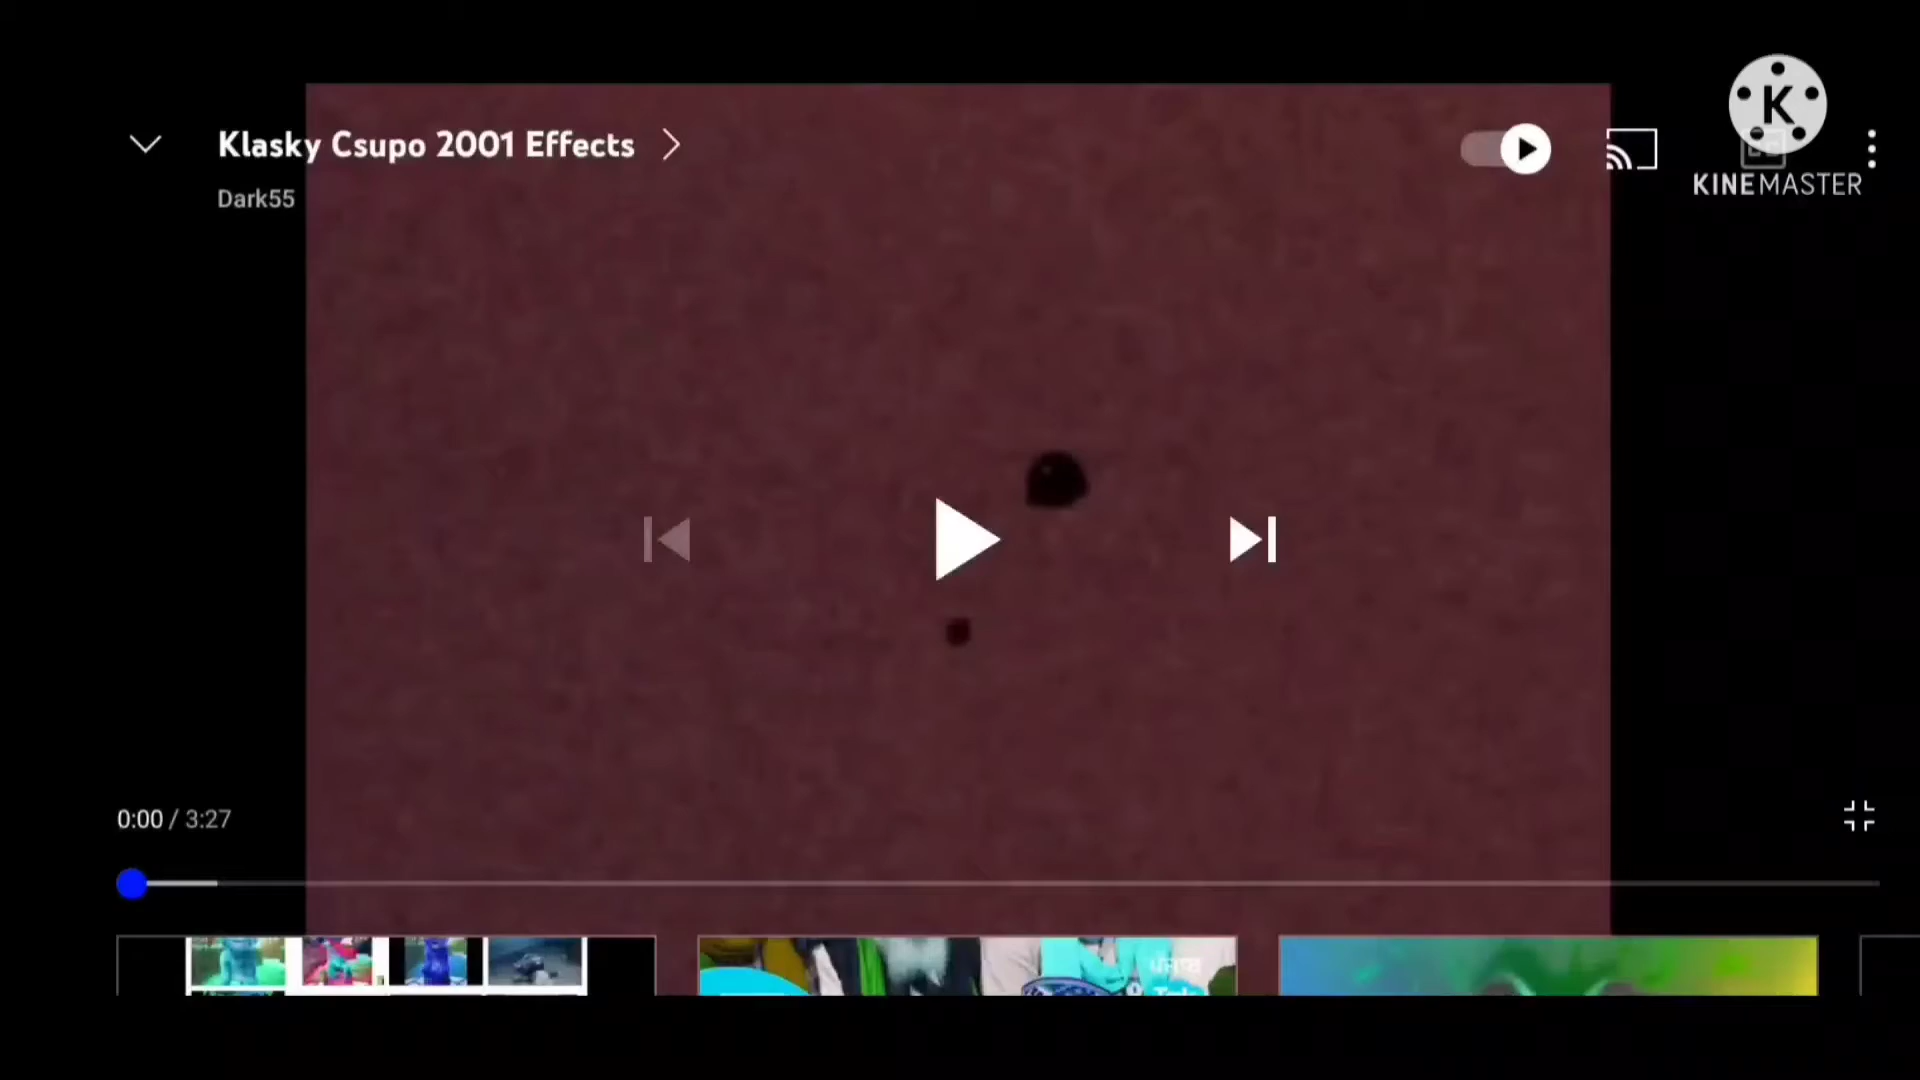 Klasky Csupo 2001 Effects
Dark55
K
KINEMASTER
0:00 / 3:27